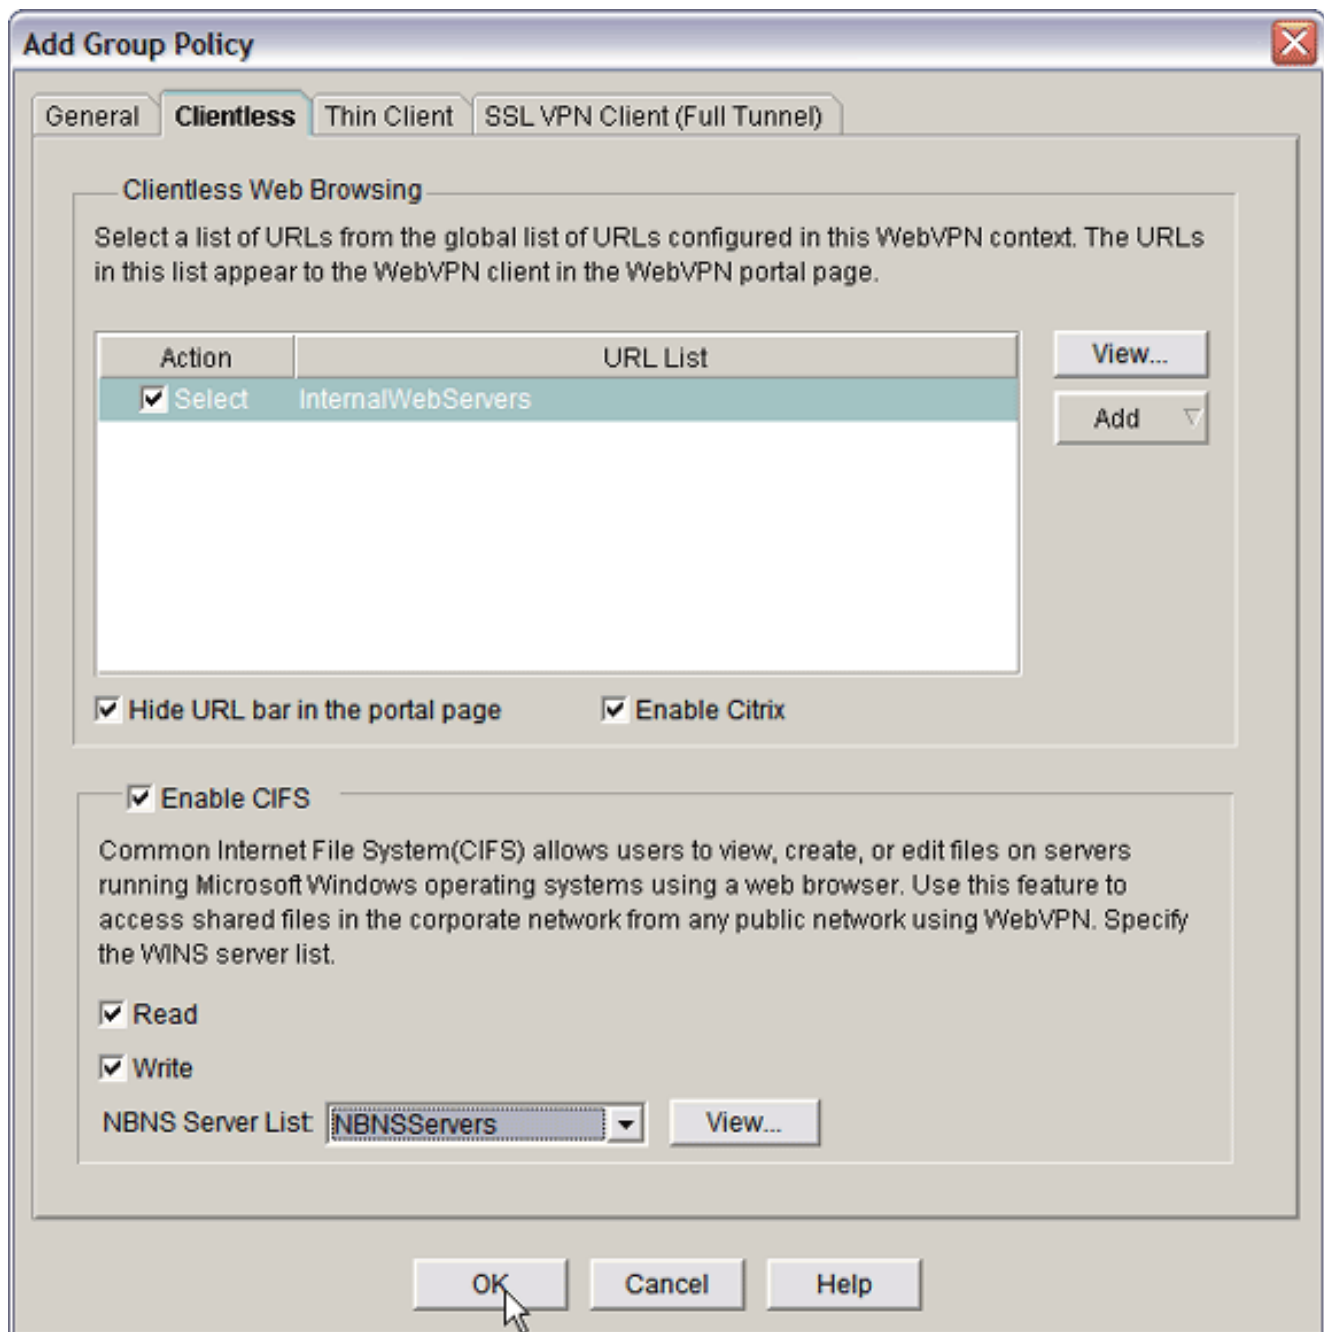 Add Group Policy
General Clientless Thin Client SSL VPN Client (Full Tunnel)
Clientless Web Browsing
Select a list of URLs from the global list of URLs configured in this WebVPN context. The URLs
in this list appear to the WebVPN client in the WebVPN portal page.
Action URL List View...
Select InternalWebServers
Add
Hide URL bar in the portal page Enable Citrix
Enable CIFS
Common Internet File System(CIFS) allows users to view, create, or edit files on servers
running Microsoft Windows operating systems using a web browser. Use this feature to
access shared files in the corporate network from any public network using WebVPN. Specify
the WINS server list.
Read
Write
NBNS Server List: NBNSServers View...
OK Cancel Help